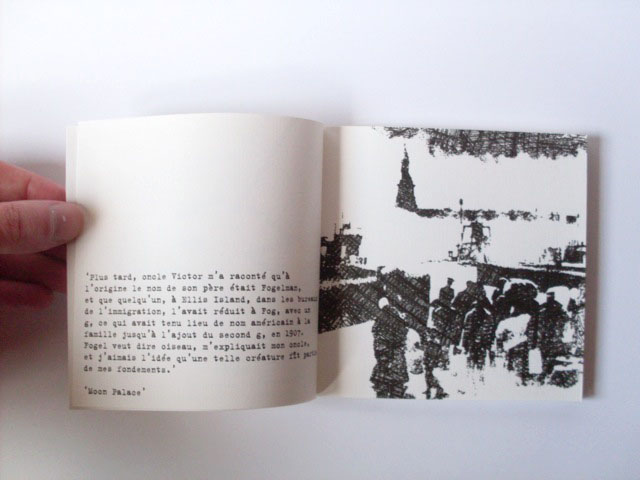 'Plus tard, oncle Victor m'a raconté qu'à
l'origine le nom de son père était Fogelman,
et que quelqu'un, à Ellis Island, dans les bureaux
de l'immigration, l'avait réduit à Fog, avec un
g, ce qui avait tenu lieu de nom américain à la
famille jusqu'à l'ajout du second g, en 1907.
Fogel veut dire oiseau, m'expliquait mon oncle,
et j'aimais l'idée qu'une telle créature fît partie
de mes fondements.'
'Moon Palace'